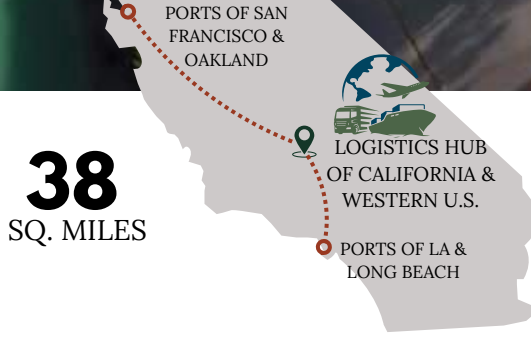 PORTS OF SAN
FRANCISCO &
OAKLAND
LOGISTICS HUB
OF CALIFORNIA &
WESTERN U.S.
38
SQ. MILES
PORTS OF LA &
LONG BEACH